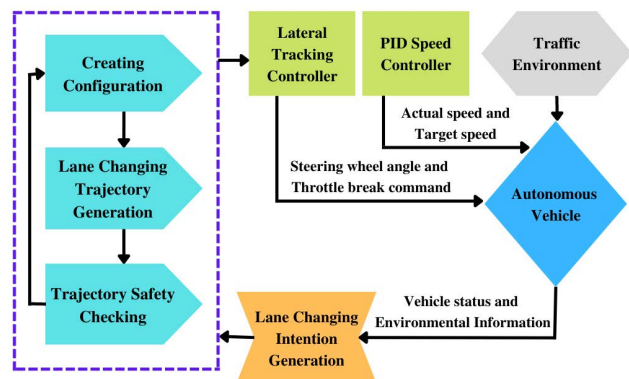 Creating
Configuration
Lane Changing
Trajectory
Generation
Trajectory Safety
Checking
Lateral
Tracking
Controller
PID Speed
Controller
Traffic
Environment
Actual speed and
Target speed
Steering wheel angle and
Throttle break command
Autonomous
Vehicle
Vehicle status and
Environmental Information
Lane Changing
Intention
Generation